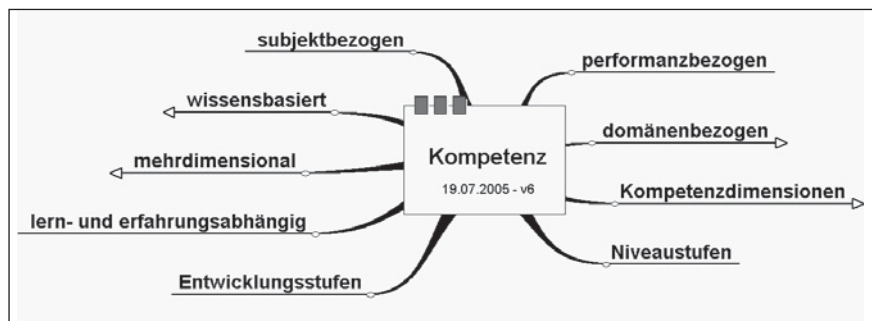 subjektbezogen
performanzbezogen
wissensbasiert
domänenbezogen
mehrdimensional
Kompetenz
19.07.2005 - v6
Kompetenzdimensionen
lern- und erfahrungsabhängig
Niveaustufen
Entwicklungsstufen